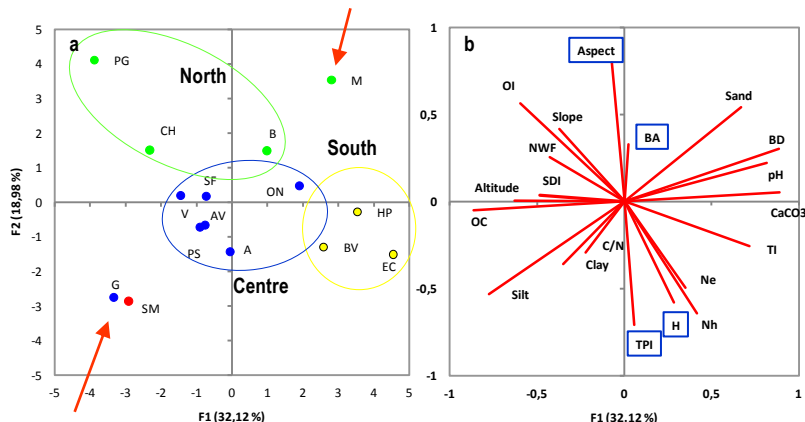 a
PG
North
M
CH
B
South
SF
ON
V
AV
HP
PS
A
BV
EC
Centre
G
SM
5
4
3
2
1
0
-1
-2
-3
-4
-5
-5 -4 -3 -2 -1 0 1 2 3 4 5
F2 (18,98 %)
F1 (32,12 %)
b
Aspect
OI
Sand
Slope
BA
NWF
BD
pH
SDI
Altitude
CaCO3
OC
C/N
TI
Clay
Ne
Silt
H
Nh
TPI
1
0,5
0
-0,5
-1
-1 -0,5 0 0,5 1
F1 (32,12 %)